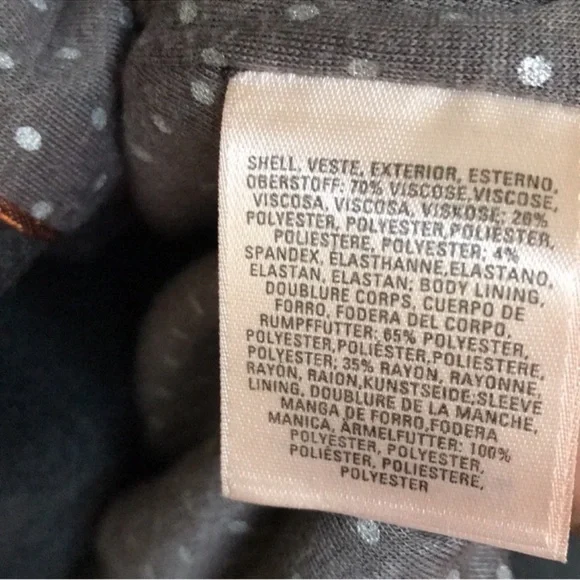 SHELL, VESTE, EXTERIOR, ESTERNO,
OBERSTOFF: 70% VISCOSE,VISCOSE,
VISCOSA, VISCOSA, VISKOSE: 26%
POLYESTER, POLYESTER,POLIÉSTER,
POLIESTERE, POLYESTER; 4%
SPANDEX, ÉLASTHANNE,ELASTANO,
ELASTAN, ELASTAN; BODY LINING,
DOUBLURE CORPS, CUERPO DE
FORRO, FODERA DEL CORPO,
RUMPFFUTTER: 65% POLYESTER,
POLYESTER,POLIÉSTER,POLIESTERE,
POLYESTER; 35% RAYON, RAYONNE,
RAYON, RAION,KUNSTSEIDE;SLEEVE
LINING, DOUBLURE DE LA MANCHE,
MANGA DE FORRO,FODERA
MANICA, ÄRMELFUTTER: 100%
POLYESTER, POLYESTER,
POLIÉSTER, POLIESTERE,
POLYESTER